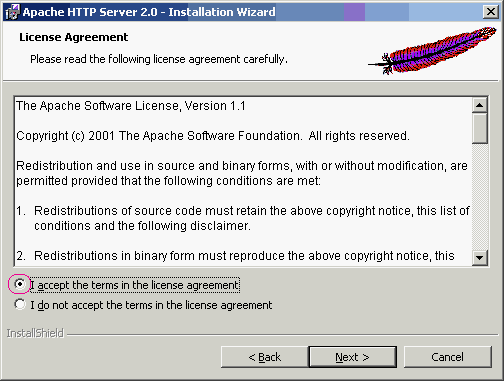 Apache HTTP Server 2.0 - Installation Wizard
License Agreement
Please read the following license agreement carefully.
The Apache Software License, Version 1.1
Copyright (c) 2001 The Apache Software Foundation.  All rights reserved.
Redistribution and use in source and binary forms, with or without modification, are
permitted provided that the following conditions are met:
1.  Redistributions of source code must retain the above copyright notice, this list of
conditions and the following disclaimer.
2.  Redistributions in binary form must reproduce the above copyright notice, this
I accept the terms in the license agreement
I do not accept the terms in the license agreement
InstallShield
< Back
Next >
Cancel